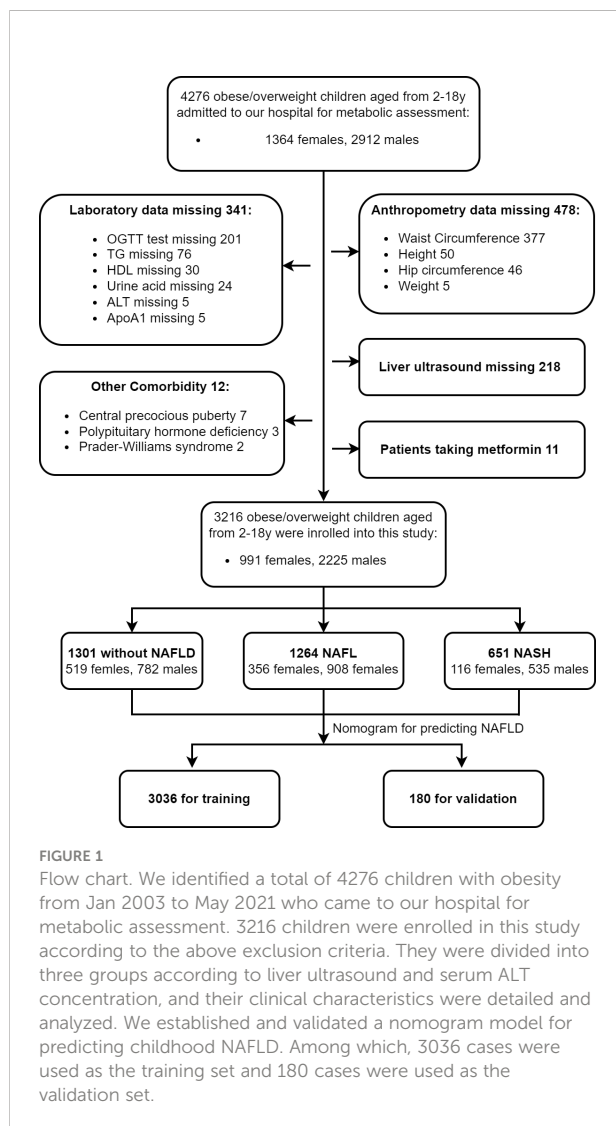 4276 obese/overweight children aged from 2-18y
admitted to our hospital for metabolic assessment:
• 1364 females, 2912 males
Laboratory data missing 341:
• OGTT test missing 201
• TG missing 76
• HDL missing 30
• Urine acid missing 24
• ALT missing 5
• ApoA1 missing 5
Anthropometry data missing 478:
• Waist Circumference 377
• Height 50
• Hip circumference 46
• Weight 5
Liver ultrasound missing 218
Other Comorbidity 12:
• Central precocious puberty 7
• Polypituitary hormone deficiency 3
• Prader-Williams syndrome 2
Patients taking metformin 11
3216 obese/overweight children aged
from 2-18y were inrolled into this study:
• 991 females, 2225 males
1301 without NAFLD
519 femles, 782 males
1264 NAFL
356 females, 908 females
651 NASH
116 females, 535 males
Nomogram for predicting NAFLD
3036 for training
180 for validation
FIGURE 1
Flow chart. We identified a total of 4276 children with obesity
from Jan 2003 to May 2021 who came to our hospital for
metabolic assessment. 3216 children were enrolled in this study
according to the above exclusion criteria. They were divided into
three groups according to liver ultrasound and serum ALT
concentration, and their clinical characteristics were detailed and
analyzed. We established and validated a nomogram model for
predicting childhood NAFLD. Among which, 3036 cases were
used as the training set and 180 cases were used as the
validation set.